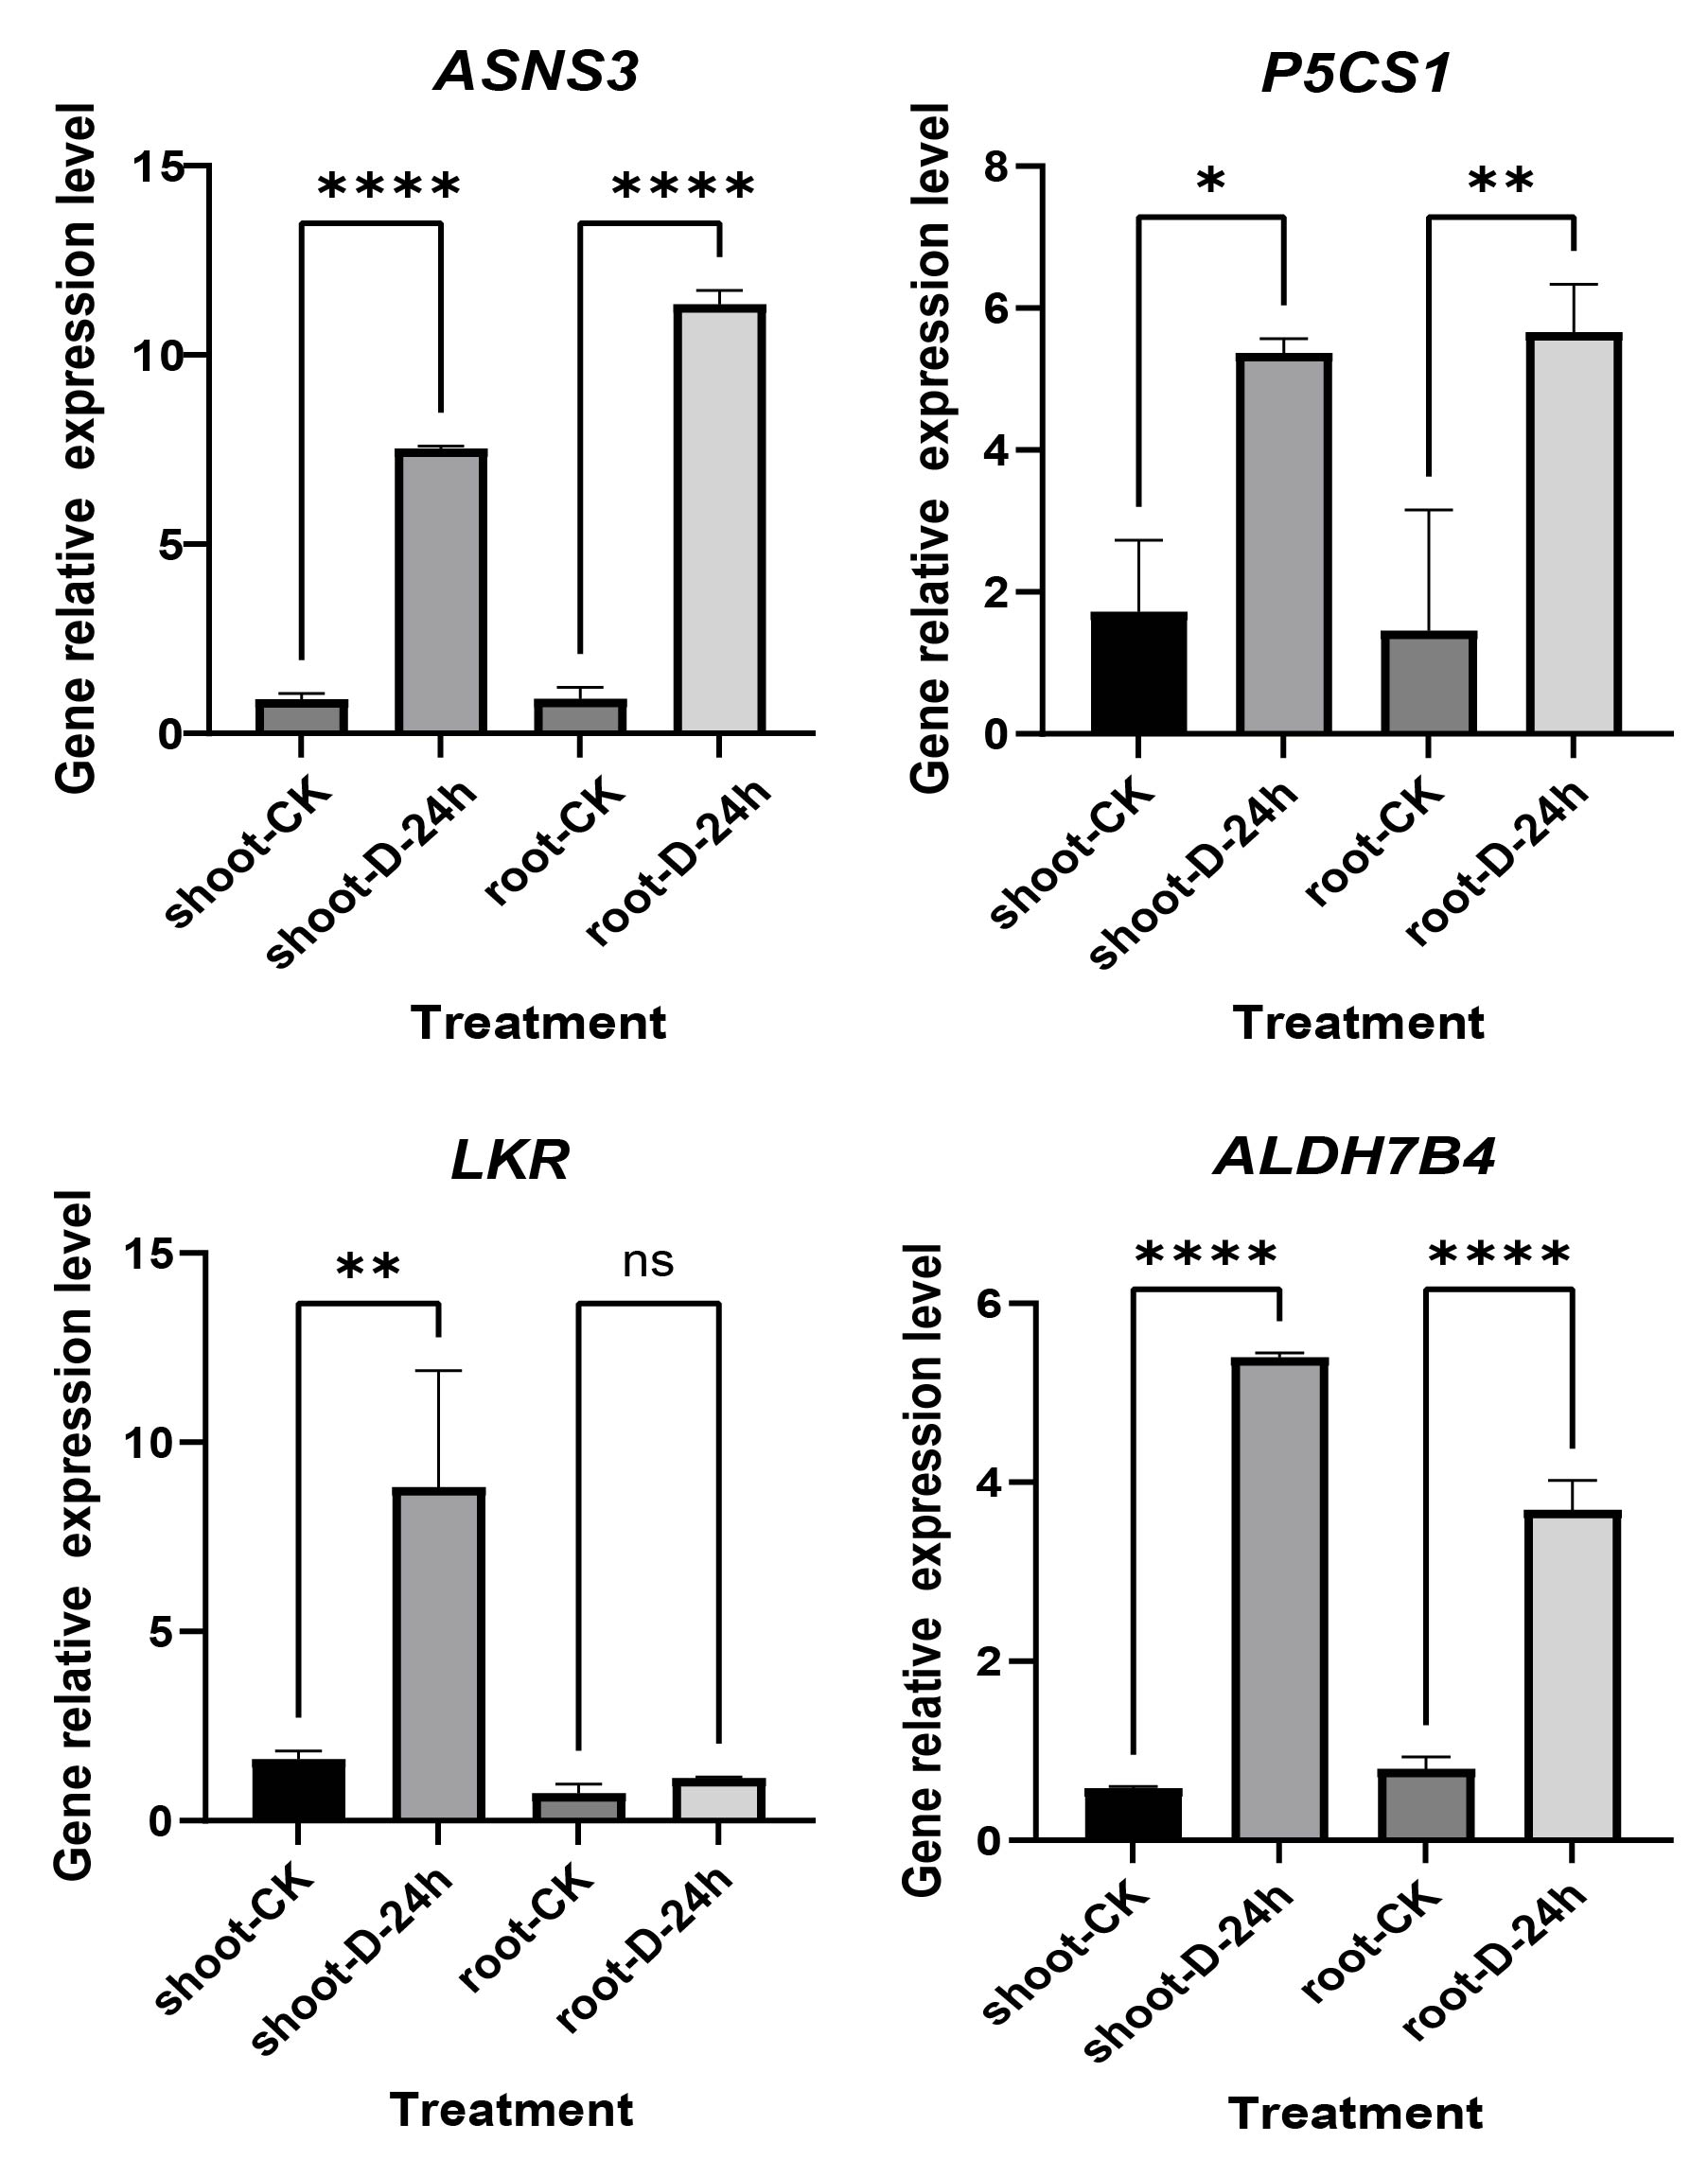 ASNS3
Gene relative expression level
15
10
5
0
****
****
shoot-CK
shoot-D-24h
root-CK
root-D-24h
Treatment
P5CS1
Gene relative expression level
8
6
4
2
0
*
**
shoot-CK
shoot-D-24h
root-CK
root-D-24h
Treatment
LKR
Gene relative expression level
15
10
5
0
**
ns
shoot-CK
shoot-D-24h
root-CK
root-D-24h
Treatment
ALDH7B4
Gene relative expression level
6
4
2
0
****
****
shoot-CK
shoot-D-24h
root-CK
root-D-24h
Treatment